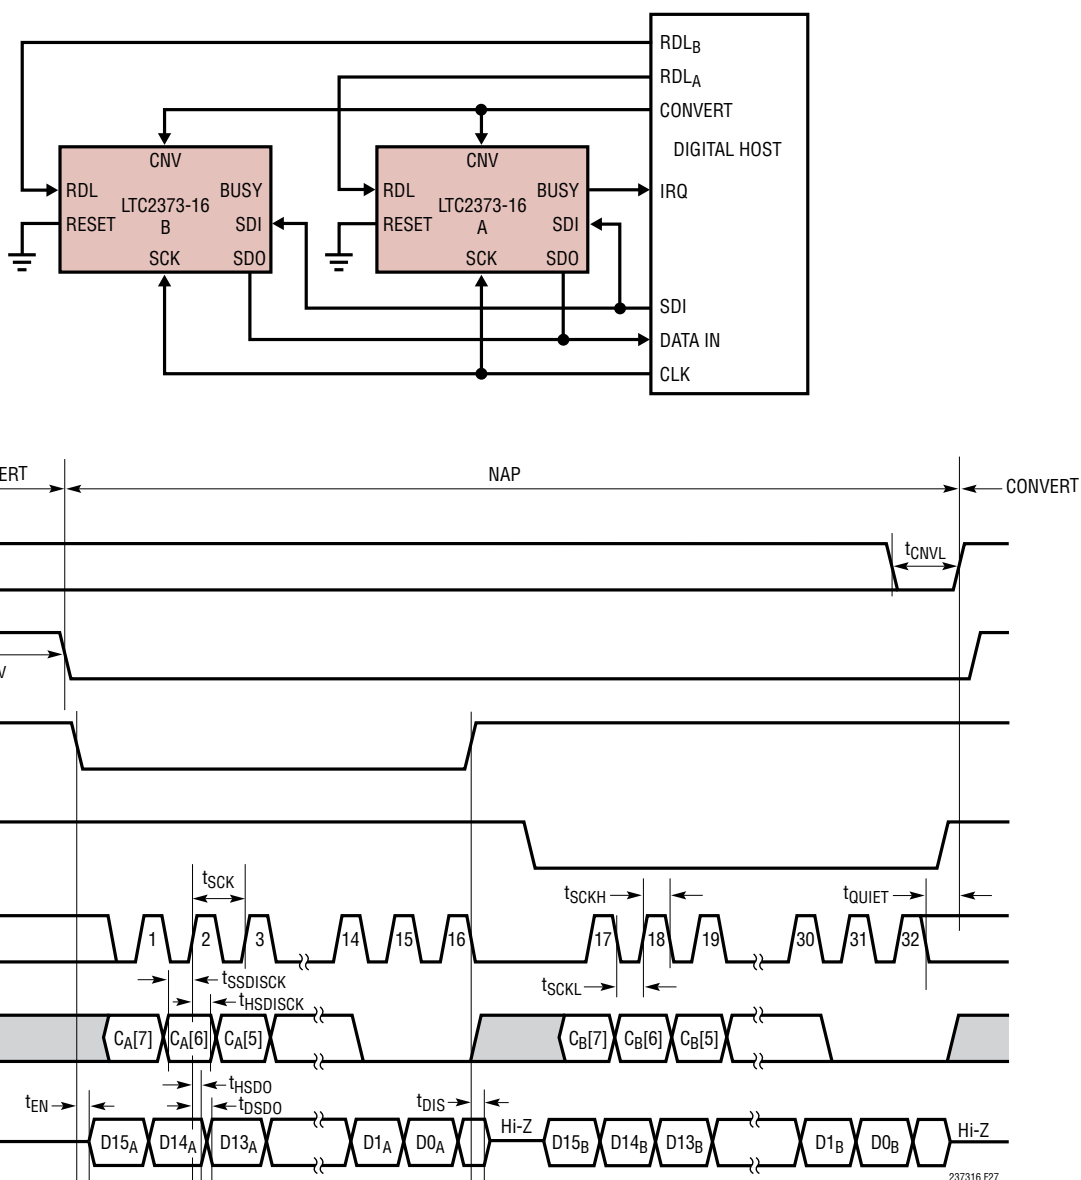 RDLB
RDLA
CONVERT
DIGITAL HOST
CNV
CNV
RDL
BUSY
RDL
BUSY
IRQ
LTC2373-16
B
LTC2373-16
A
RESET
SDI
RESET
SDI
SCK
SDO
SCK
SDO
SDI
DATA IN
CLK
ERT
NAP
CONVERT
tCNVL
V
tSCK
tSCKH
tQUIET
1 2 3 14 15 16 17 18 19 30 31 32
tSSDISCK
tSCKL
tHSDISCK
CA[7] CA[6] CA[5] CB[7] CB[6] CB[5]
tHSDO
tEN
tDSDO
tDIS
Hi-Z
Hi-Z
D15A D14A D13A D1A D0A D15B D14B D13B D1B D0B
237316 F27